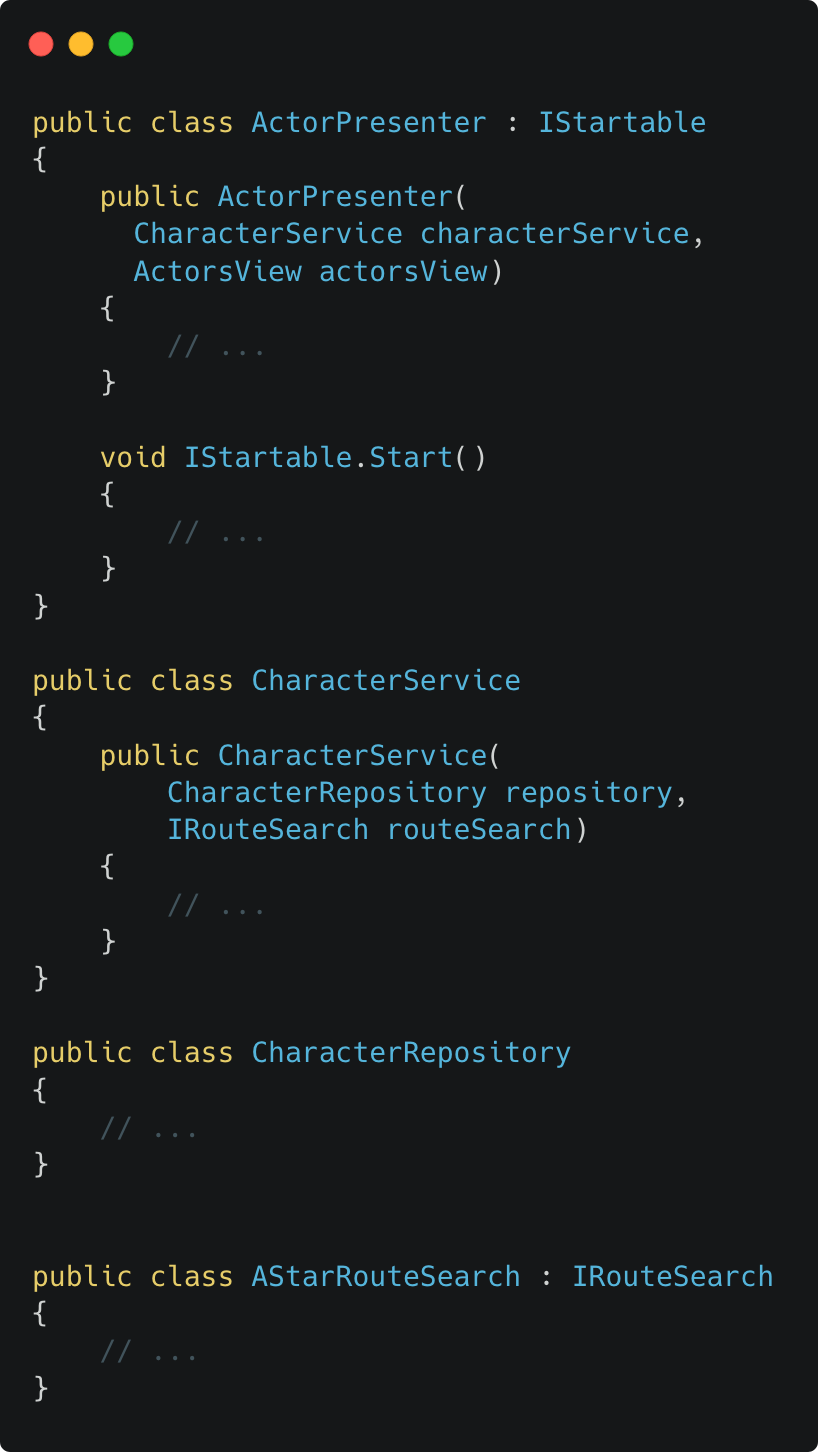 public class ActorPresenter : IStartable
{
    public ActorPresenter(
      CharacterService characterService,
      ActorsView actorsView)
    {
        // ...
    }

    void IStartable.Start()
    {
        // ...
    }
}

public class CharacterService
{
    public CharacterService(
        CharacterRepository repository,
        IRouteSearch routeSearch)
    {
        // ...
    }
}

public class CharacterRepository
{
    // ...
}


public class AStarRouteSearch : IRouteSearch
{
    // ...
}